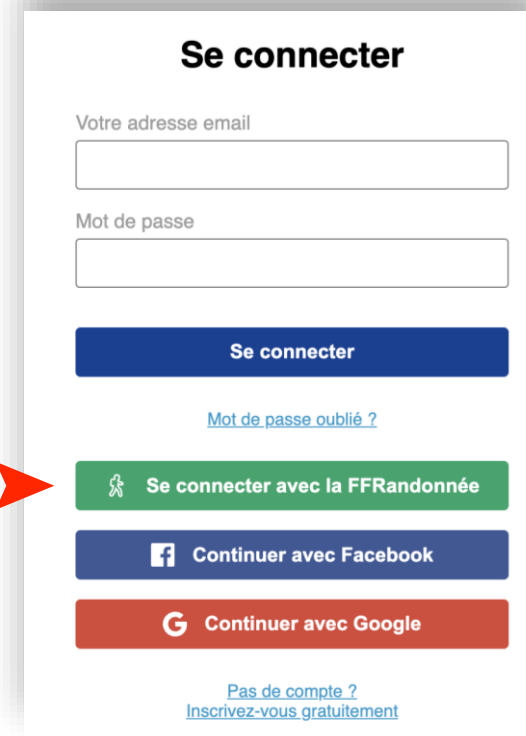 Se connecter
Votre adresse email
Mot de passe
Se connecter
Mot de passe oublié ?
Se connecter avec la FFRandonnée
Continuer avec Facebook
Continuer avec Google
Pas de compte ?
Inscrivez-vous gratuitement